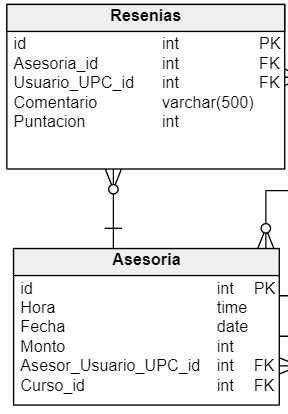 Resenias
id int PK
Asesoria_id int FK
Usuario_UPC_id int FK
Comentario varchar(500)
Puntacion int
Asesoria
id int PK
Hora time
Fecha date
Monto int
Asesor_Usuario_UPC_id int FK
Curso_id int FK